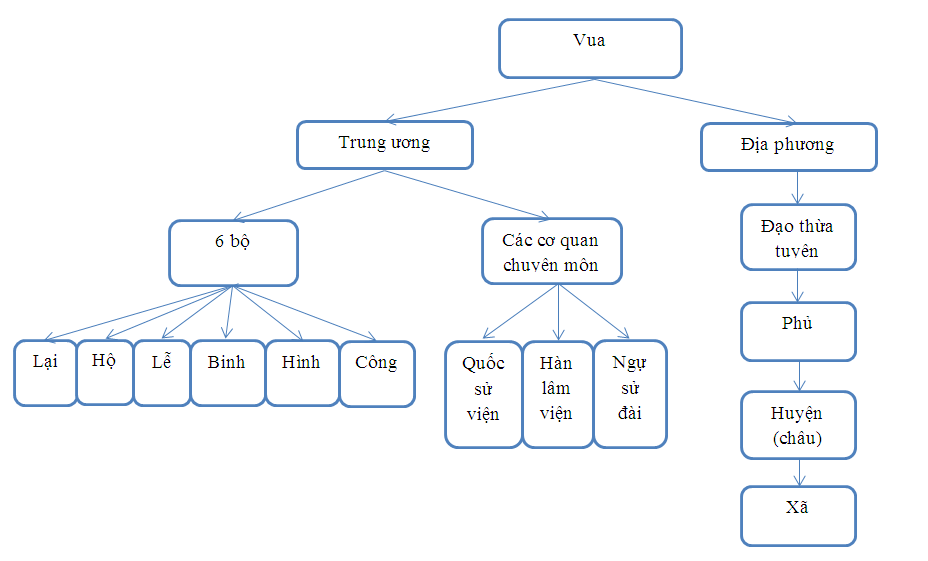 Vua
Trung ương
Địa phương
6 bộ
Các cơ quan
chuyên môn
Đạo thừa
tuyên
Lại
Hộ
Lễ
Binh
Hình
Công
Quốc
sử
viện
Hàn
lâm
viện
Ngự
sử
đài
Phủ
Huyện
(châu)
Xã